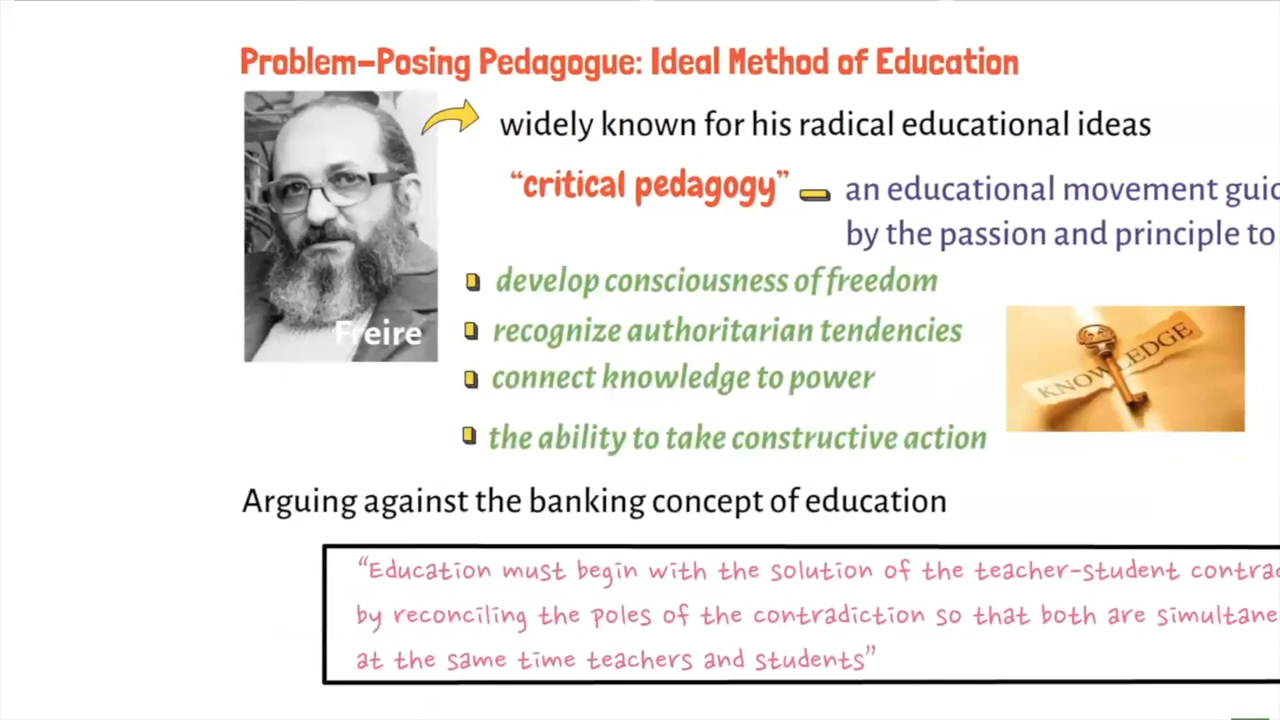 Problem-Posing Pedagogue: Ideal Method of Education
widely known for his radical educational ideas
"critical pedagogy"
an educational movement guid
by the passion and principle to
develop consciousness of freedom
recognize authoritarian tendencies
connect knowledge to power
the ability to take constructive action
Freire
KNOWLEDGE
Arguing against the banking concept of education
"Education must begin with the solution of the teacher-student contrad
by reconciling the poles of the contradiction so that both are simultane
at the same time teachers and students"